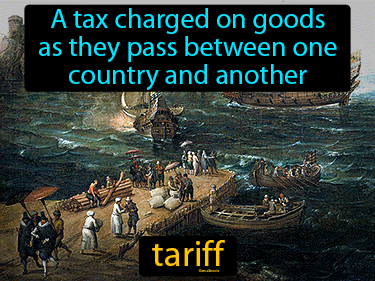 A tax charged on goods
as they pass between one
country and another
tariff